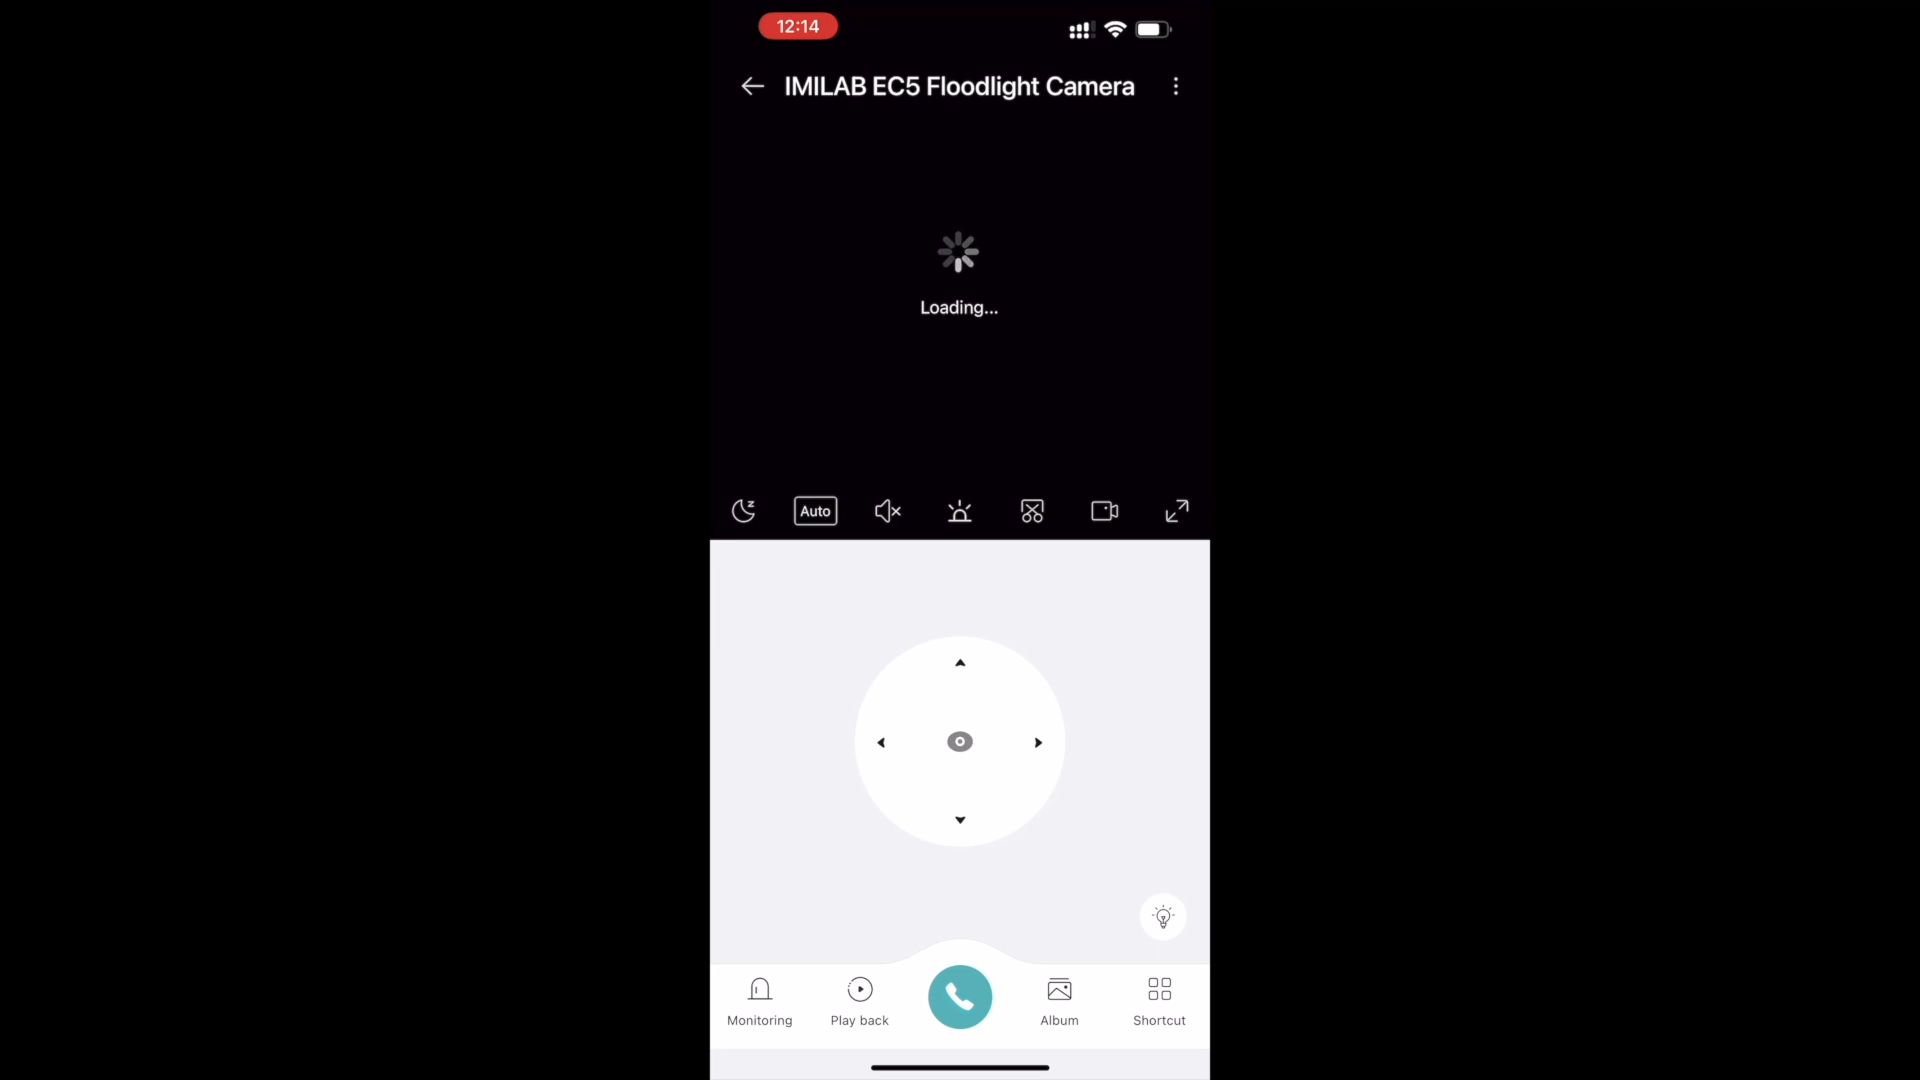 12:14
IMILAB EC5 Floodlight Camera
Loading...
Auto
Monitoring
Play back
Album
Shortcut